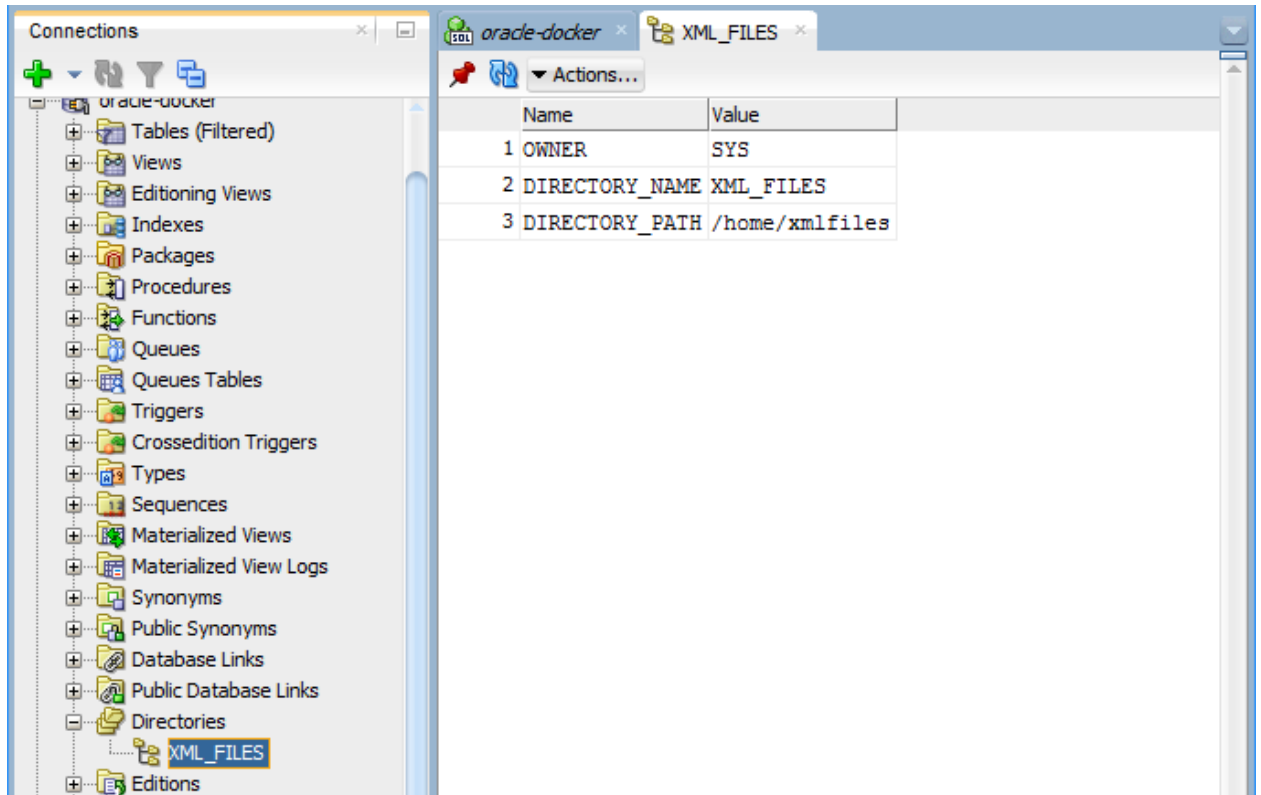 Connections
oracle-docker
Tables (Filtered)
Views
Editioning Views
Indexes
Packages
Procedures
Functions
Queues
Queues Tables
Triggers
Crossedition Triggers
Types
Sequences
Materialized Views
Materialized View Logs
Synonyms
Public Synonyms
Database Links
Public Database Links
Directories
XML_FILES
Editions
oracle-docker XML_FILES
Actions...
Name Value
1 OWNER SYS
2 DIRECTORY_NAME XML_FILES
3 DIRECTORY_PATH /home/xmlfiles